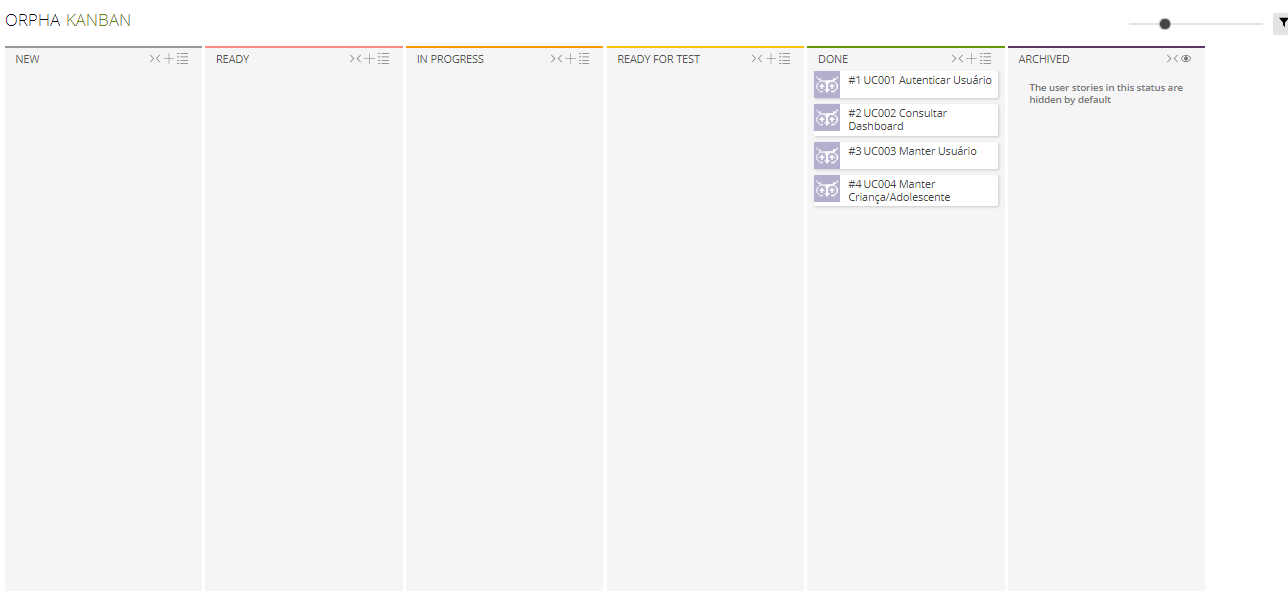 ORPHA KANBAN
NEW
READY
IN PROGRESS
READY FOR TEST
DONE
#1 UC001 Autenticar Usuário
#2 UC002 Consultar
Dashboard
#3 UC003 Manter Usuário
#4 UC004 Manter
Criança/Adolescente
ARCHIVED
The user stories in this status are
hidden by default